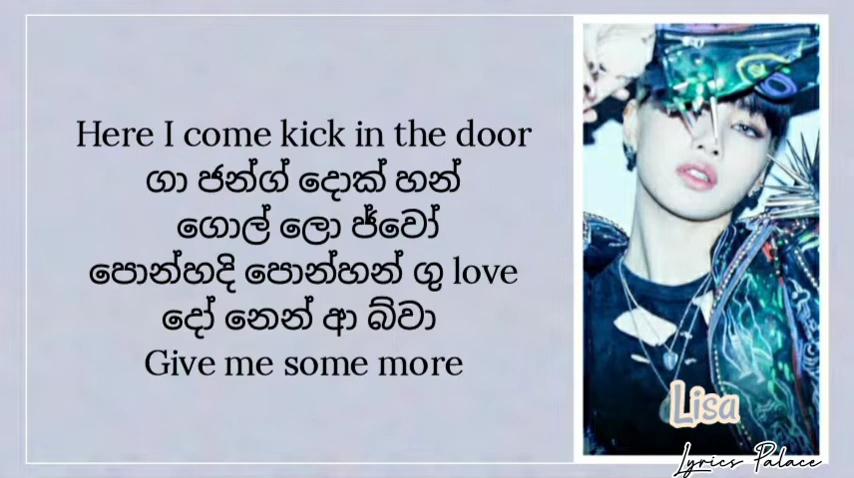 Here I come kick in the door
ගා ජන්ග් දොක් හන්
ගොල් ලො ජ්වෝ
පොන්හදි පොන්හන් ගු love
දෝ නෙන් ආ බ්වා
Give me some more
Lisa
Lyrics Palace